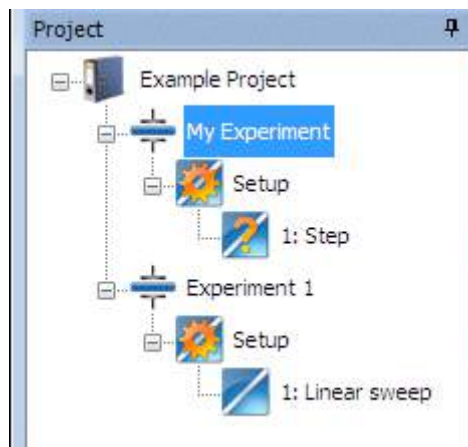 Project
Example Project
My Experiment
Setup
1: Step
Experiment 1
Setup
1: Linear sweep